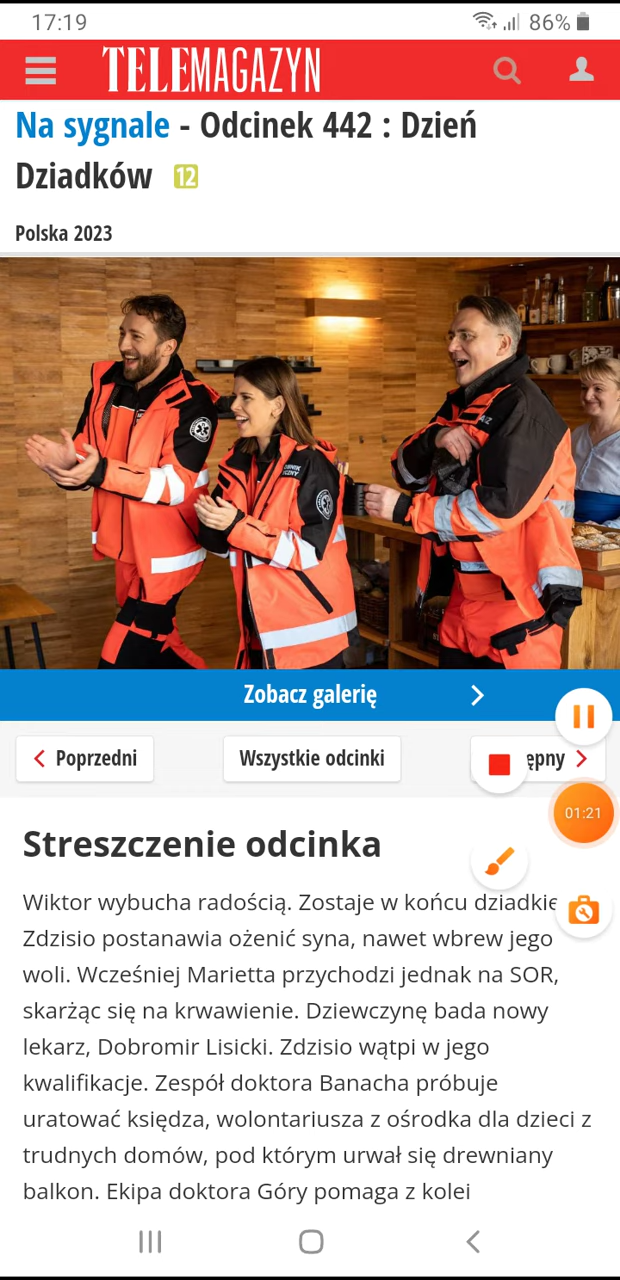 17:19
86%
TELEMAGAZYN
Na sygnale - Odcinek 442 : Dzień
Dziadków 12
Polska 2023
Zobacz galerię
Poprzedni
Wszystkie odcinki
ępny
01:21
Streszczenie odcinka
Wiktor wybucha radością. Zostaje w końcu dziadkie
Zdzisio postanawia ożenić syna, nawet wbrew jego
woli. Wcześniej Marietta przychodzi jednak na SOR,
skarżąc się na krwawienie. Dziewczynę bada nowy
lekarz, Dobromir Lisicki. Zdzisio wątpi w jego
kwalifikacje. Zespół doktora Banacha próbuje
uratować księdza, wolontariusza z ośrodka dla dzieci z
trudnych domów, pod którym urwał się drewniany
balkon. Ekipa doktora Góry pomaga z kolei